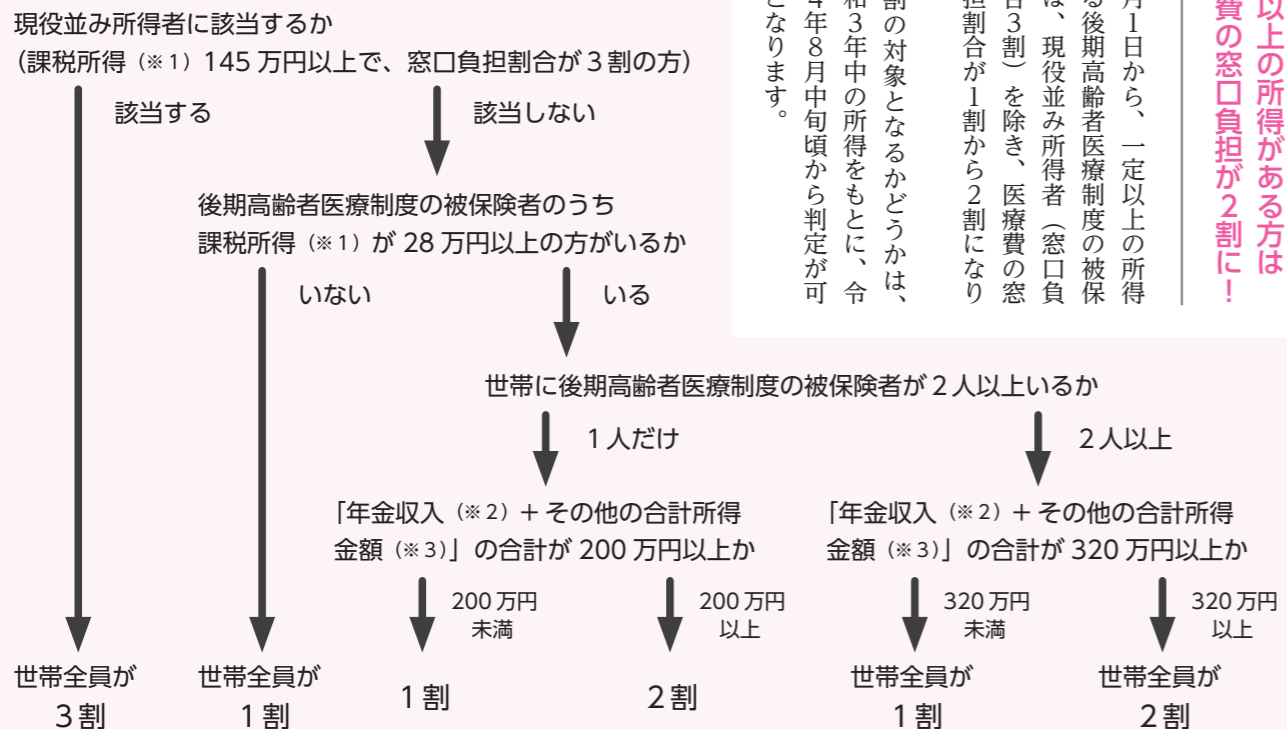 以上の所得がある方は
費の窓口負担が2割に！
月1日から、一定以上の所得
る後期高齢者医療制度の被保
は、現役並み所得者（窓口負
合3割）を除き、医療費の窓
担割合が1割から2割になり
割の対象となるかどうかは、
和3年中の所得をもとに、令
4年8月中旬頃から判定が可
となります。
現役並み所得者に該当するか
（課税所得（※1）145万円以上で、窓口負担割合が3割の方）
該当する
該当しない
後期高齢者医療制度の被保険者のうち
課税所得（※1）が28万円以上の方がいるか
いない
いる
世帯に後期高齢者医療制度の被保険者が2人以上いるか
1人だけ
2人以上
「年金収入（※2）＋その他の合計所得
金額（※3）」の合計が200万円以上か
「年金収入（※2）＋その他の合計所得
金額（※3）」の合計が320万円以上か
200万円
未満
200万円
以上
320万円
未満
320万円
以上
世帯全員が
3割
世帯全員が
1割
1割
2割
世帯全員が
1割
世帯全員が
2割